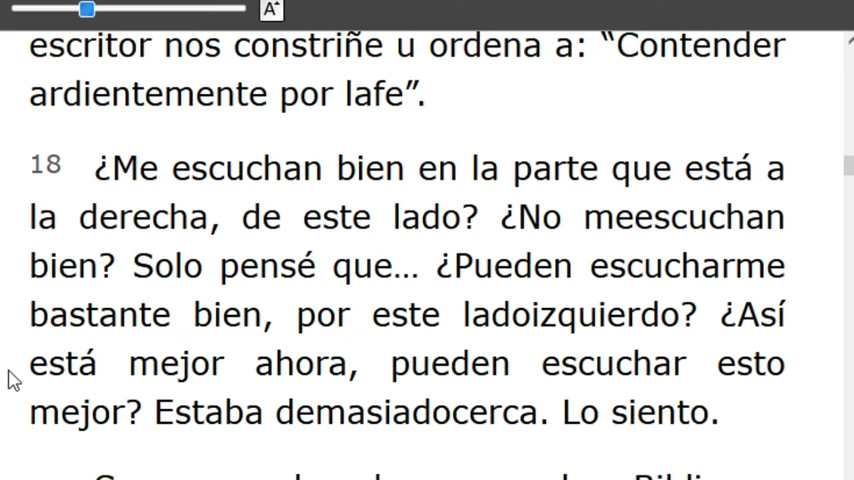 A
escritor nos constriñe u ordena a: “Contender
ardientemente por lafe”.
18 ¿Me escuchan bien en la parte que está a
la derecha, de este lado? ¿No meescuchan
bien? Solo pensé que... ¿Pueden escucharme
bastante bien, por este ladoizquierdo? ¿Así
está mejor ahora, pueden escuchar esto
mejor? Estaba demasiadocerca. Lo siento.